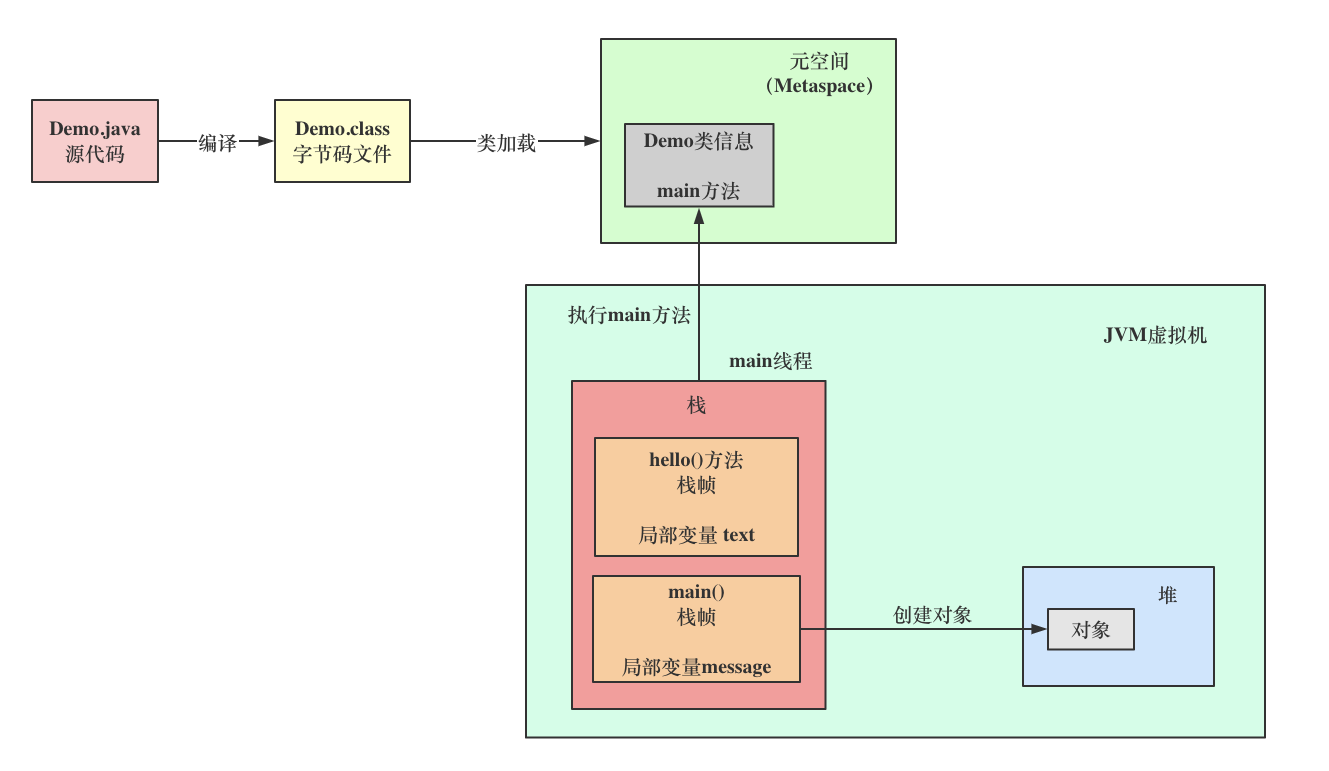 Demo.java
源代码
编译
Demo.class
字节码文件
类加载
元空间
（Metaspace）
Demo类信息
main方法
执行main方法
JVM虚拟机
main线程
栈
hello()方法
栈帧
局部变量 text
main()
栈帧
局部变量message
创建对象
堆
对象